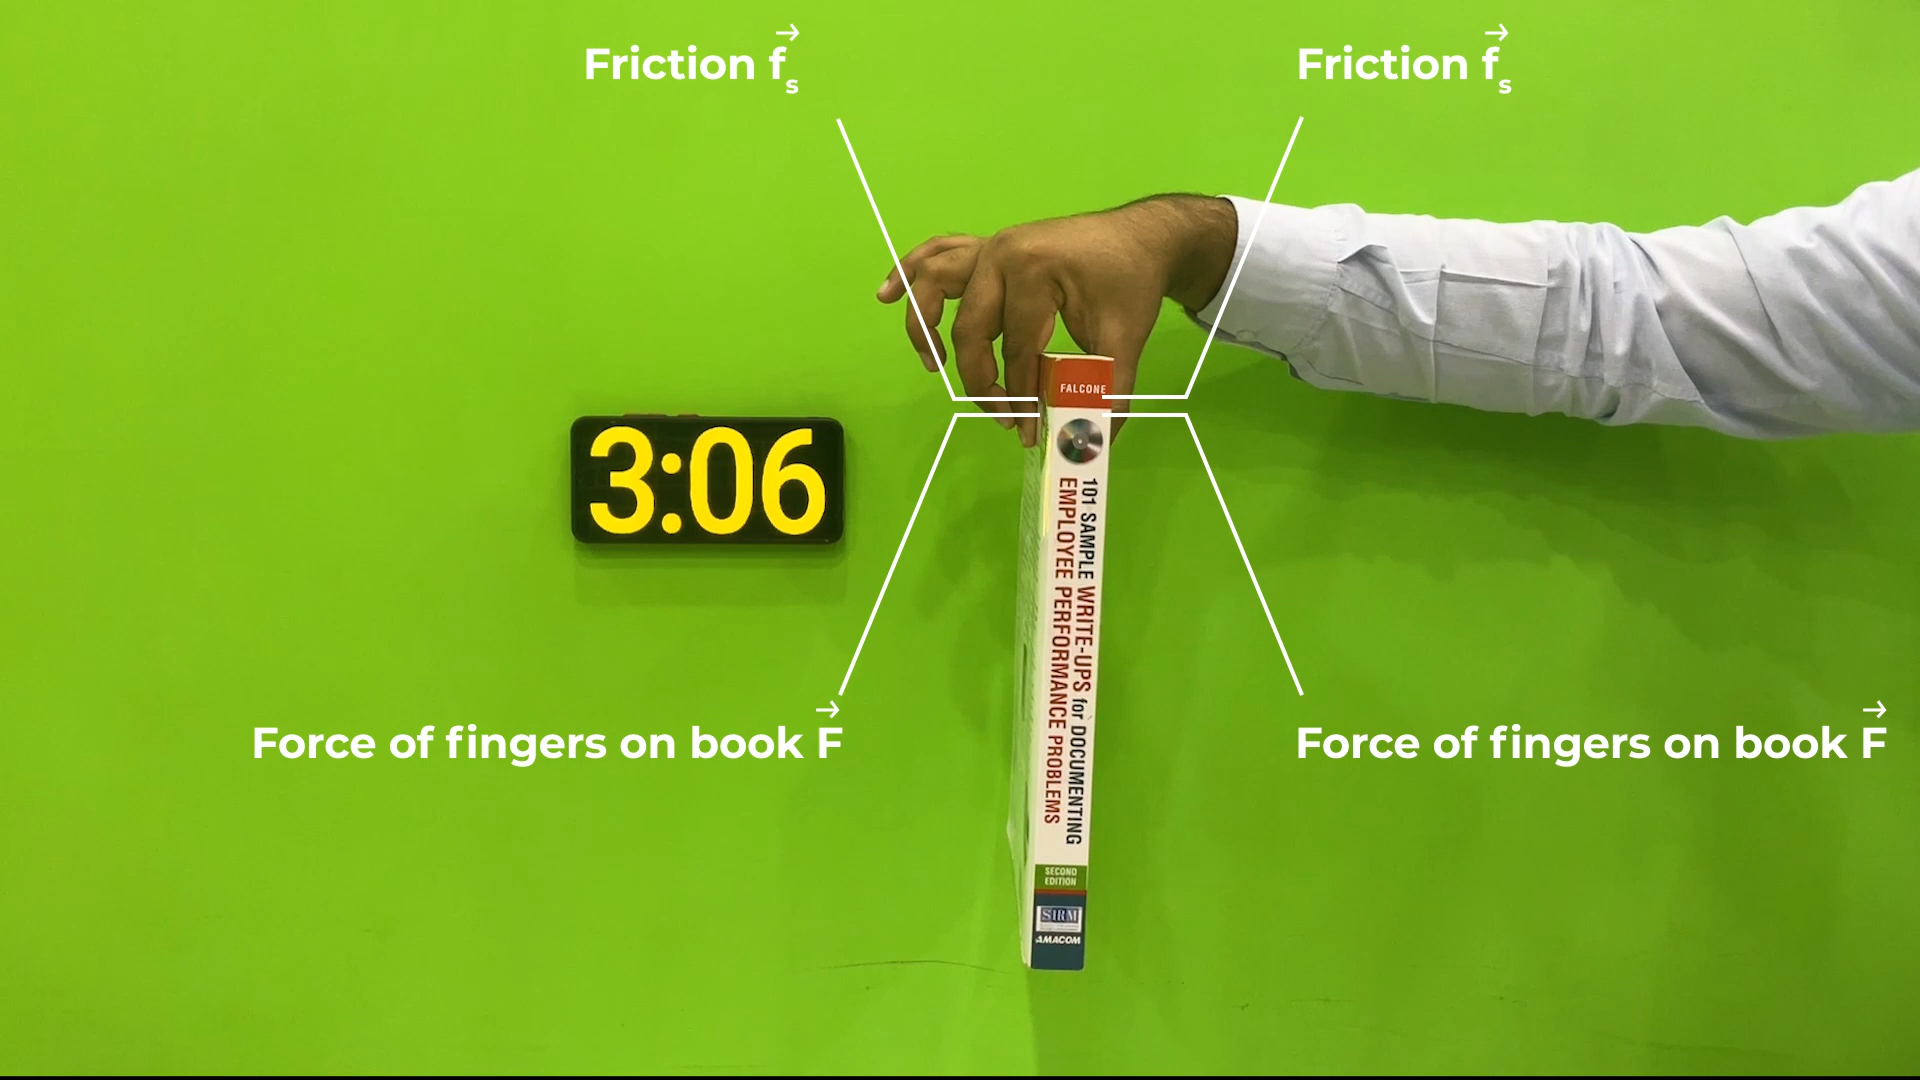 Friction f→s
Friction f→s
3:06
FALCONE
101 SAMPLE WRITE-UPS for DOCUMENTING
EMPLOYEE PERFORMANCE PROBLEMS
Force of fingers on book F→
Force of fingers on book F→
SECOND
EDITION
SHRM
AMACOM